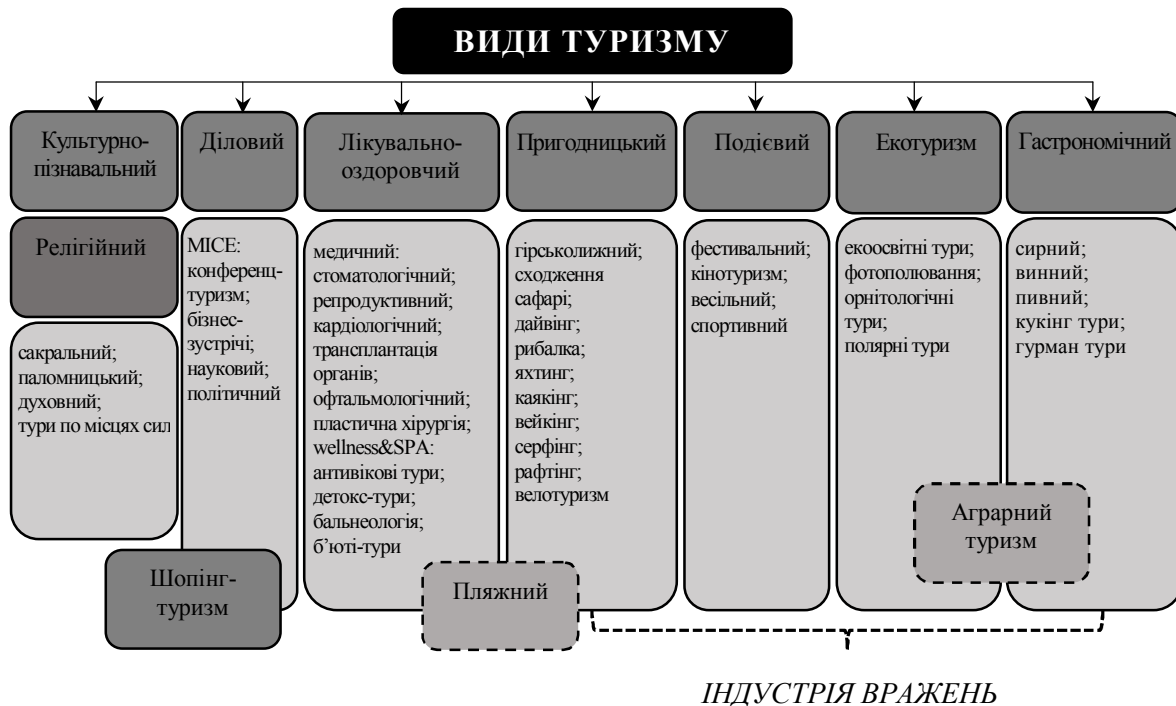 ВИДИ ТУРИЗМУ
Культурно-
пізнавальний
Релігійний
сакральний;
паломницький;
духовний;
тури по місцях сил
Діловий
MICE:
конференц-
туризм;
бізнес-
зустрічі;
науковий;
політичний
Шопінг-
туризм
Лікувально-
оздоровчий
медичний:
стоматологічний;
репродуктивний;
кардіологічний;
трансплантація
органів;
офтальмологічний;
пластична хірургія;
wellness&SPA:
антивікові тури;
детокс-тури;
бальнеологія;
б’юті-тури
Пляжний
Пригодницький
гірськолижний;
сходження
сафарі;
дайвінг;
рибалка;
яхтинг;
каякінг;
вейкінг;
серфінг;
рафтінг;
велотуризм
Подієвий
фестивальний;
кінотуризм;
весільний;
спортивний
Екотуризм
екоосвітні тури;
фотополювання;
орнітологічні
тури;
полярні тури
Гастрономічний
сирний;
винний;
пивний;
кукінг тури;
гурман тури
Аграрний
туризм
ІНДУСТРІЯ ВРАЖЕНЬ